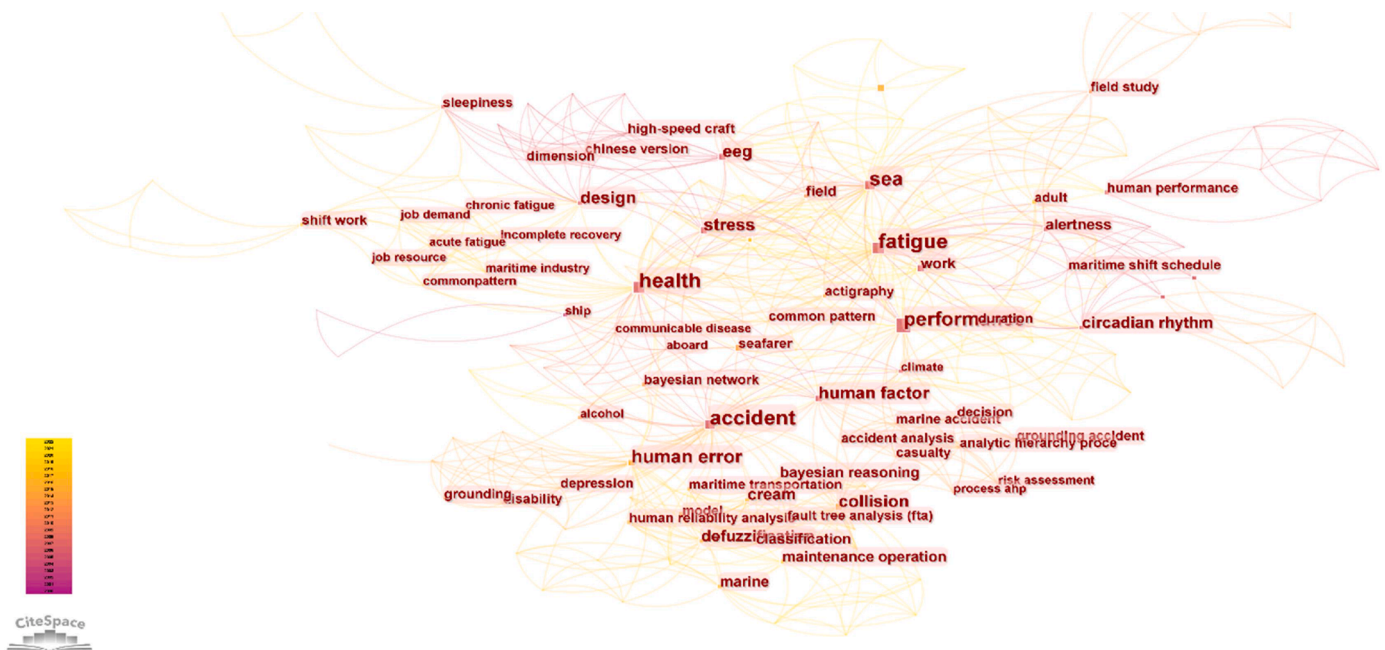 field study
sleepiness
high-speed craft
chinese version
dimension
eeg
sea
human performance
field
adult
design
chronic fatigue
job demand
shift work
stress
alertness
incomplete recovery
acute fatigue
fatigue
job resource
work
maritime shift schedule
maritime industry
commonpattern
health
actigraphy
ship
common pattern
performance
duration
circadian rhythm
communicable disease
aboard
seafarer
climate
bayesian network
human factor
alcohol
accident
decision
marine accident
accident analysis
grounding accident
analytic hierarchy proce
casualty
human error
bayesian reasoning
depression
maritime transportation
risk assessment
process ahp
grounding
disability
cream
collision
model
human reliability analysis
fault tree analysis (fta)
defuzzification
classification
maintenance operation
marine
CiteSpace